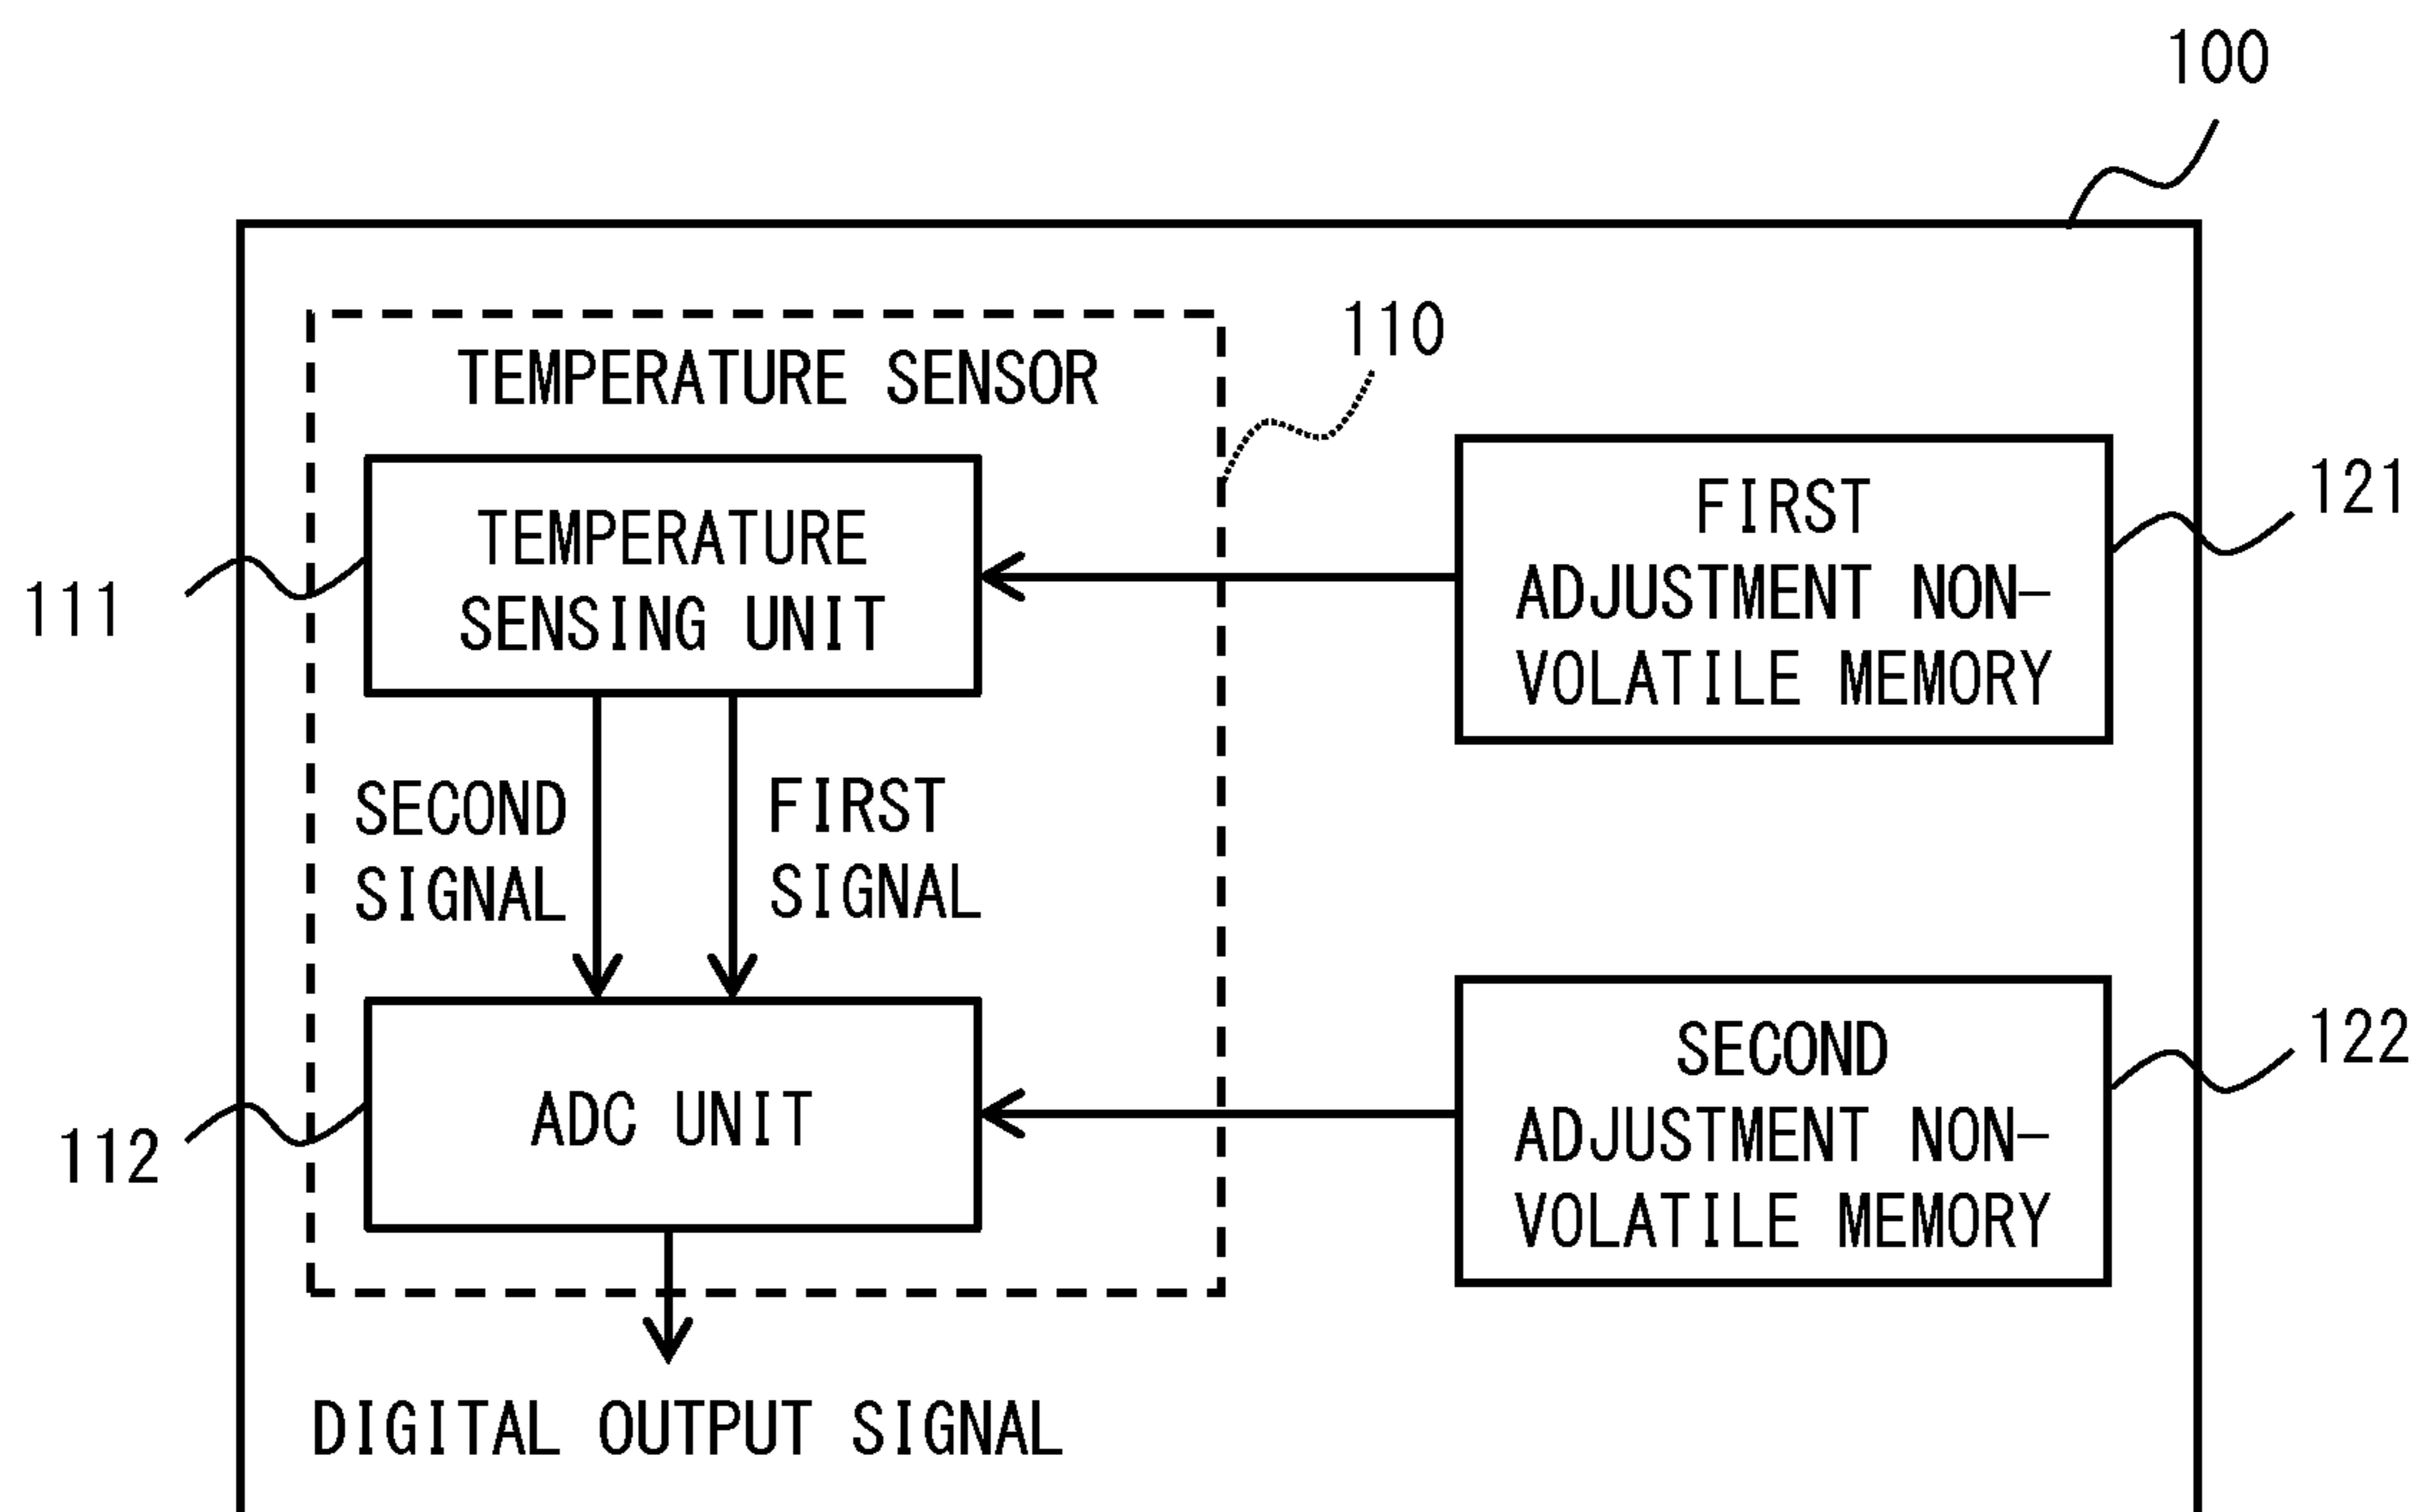 100
TEMPERATURE SENSOR
110
TEMPERATURE
SENSING UNIT
111
FIRST
ADJUSTMENT NON-
VOLATILE MEMORY
121
SECOND
SIGNAL
FIRST
SIGNAL
ADC UNIT
112
SECOND
ADJUSTMENT NON-
VOLATILE MEMORY
122
DIGITAL OUTPUT SIGNAL